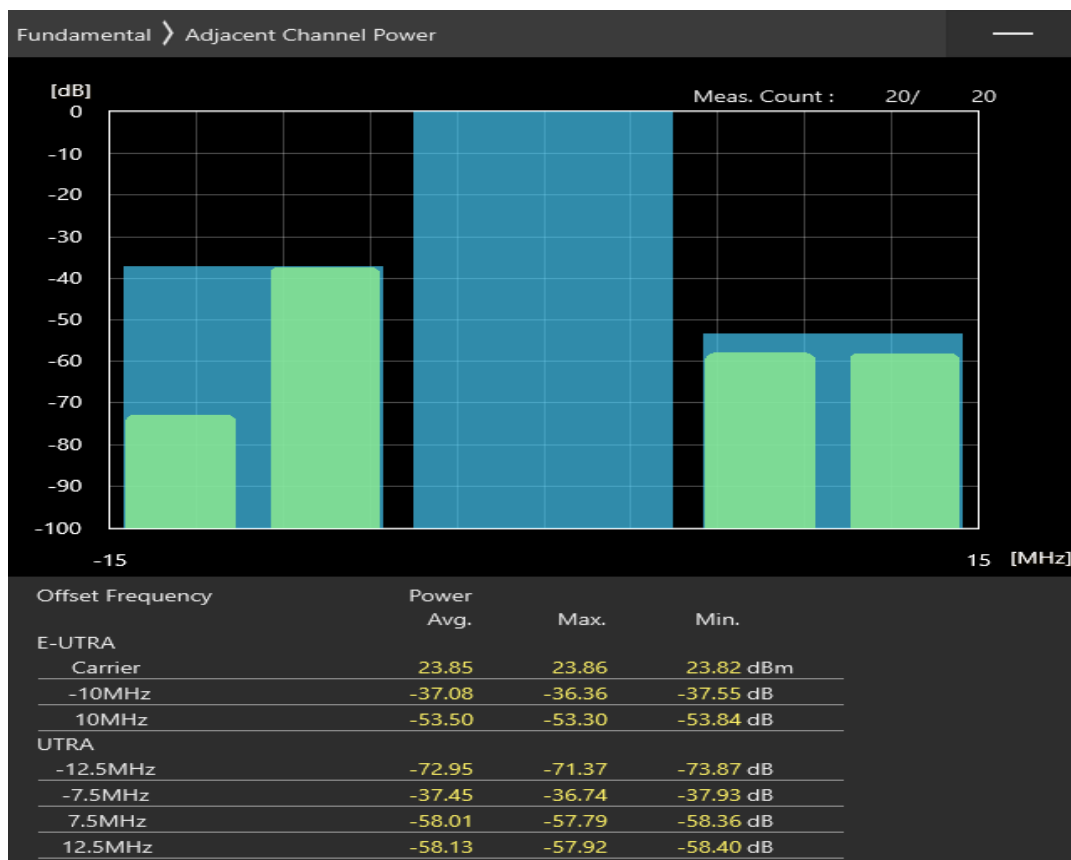 Fundamental ❯ Adjacent Channel Power
[dB]
Meas. Count : 20/ 20
0
-10
-20
-30
-40
-50
-60
-70
-80
-90
-100
-15 15 [MHz]
Offset Frequency Power
Avg. Max. Min.
E-UTRA
Carrier 23.85 23.86 23.82 dBm
-10MHz -37.08 -36.36 -37.55 dB
10MHz -53.50 -53.30 -53.84 dB
UTRA
-12.5MHz -72.95 -71.37 -73.87 dB
-7.5MHz -37.45 -36.74 -37.93 dB
7.5MHz -58.01 -57.79 -58.36 dB
12.5MHz -58.13 -57.92 -58.40 dB